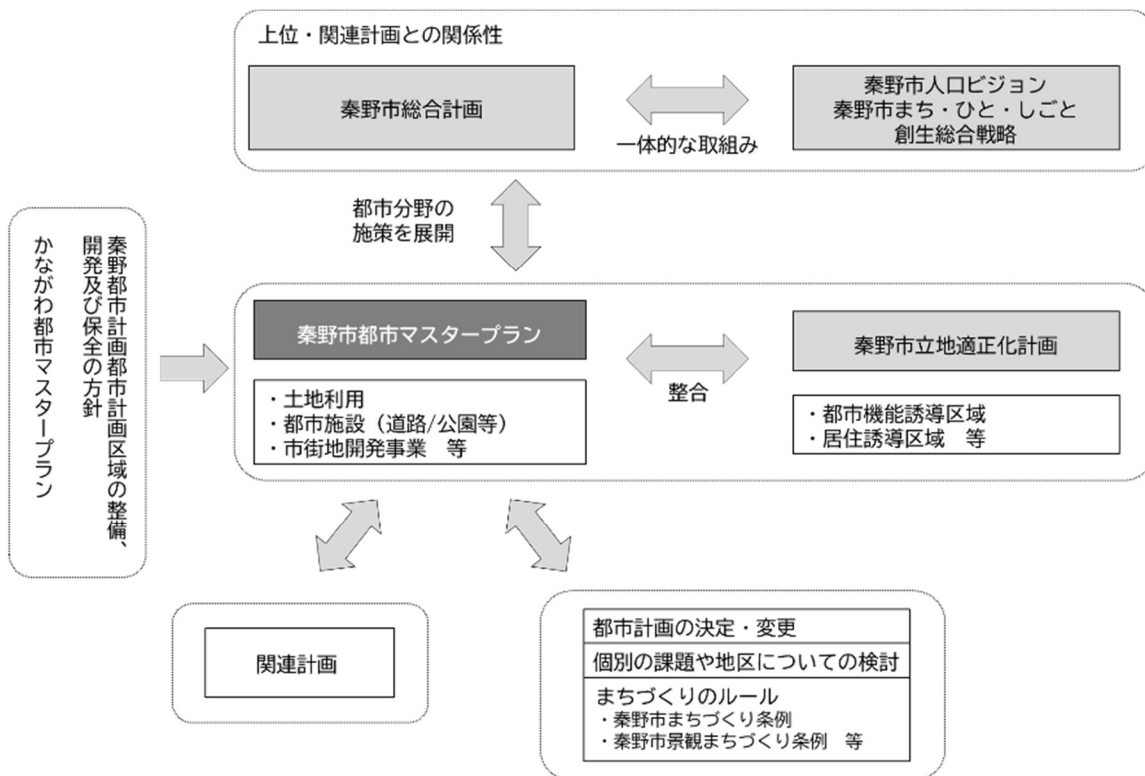 上位・関連計画との関係性
秦野市総合計画
一体的な取組み
秦野市人口ビジョン
秦野市まち・ひと・しごと
創生総合戦略
都市分野の
施策を展開
秦野都市計画都市計画区域の整備、
開発及び保全の方針
かながわ都市マスタープラン
秦野市都市マスタープラン
・土地利用
・都市施設（道路/公園等）
・市街地開発事業　等
整合
秦野市立地適正化計画
・都市機能誘導区域
・居住誘導区域　等
関連計画
都市計画の決定・変更
個別の課題や地区についての検討
まちづくりのルール
・秦野市まちづくり条例
・秦野市景観まちづくり条例　等